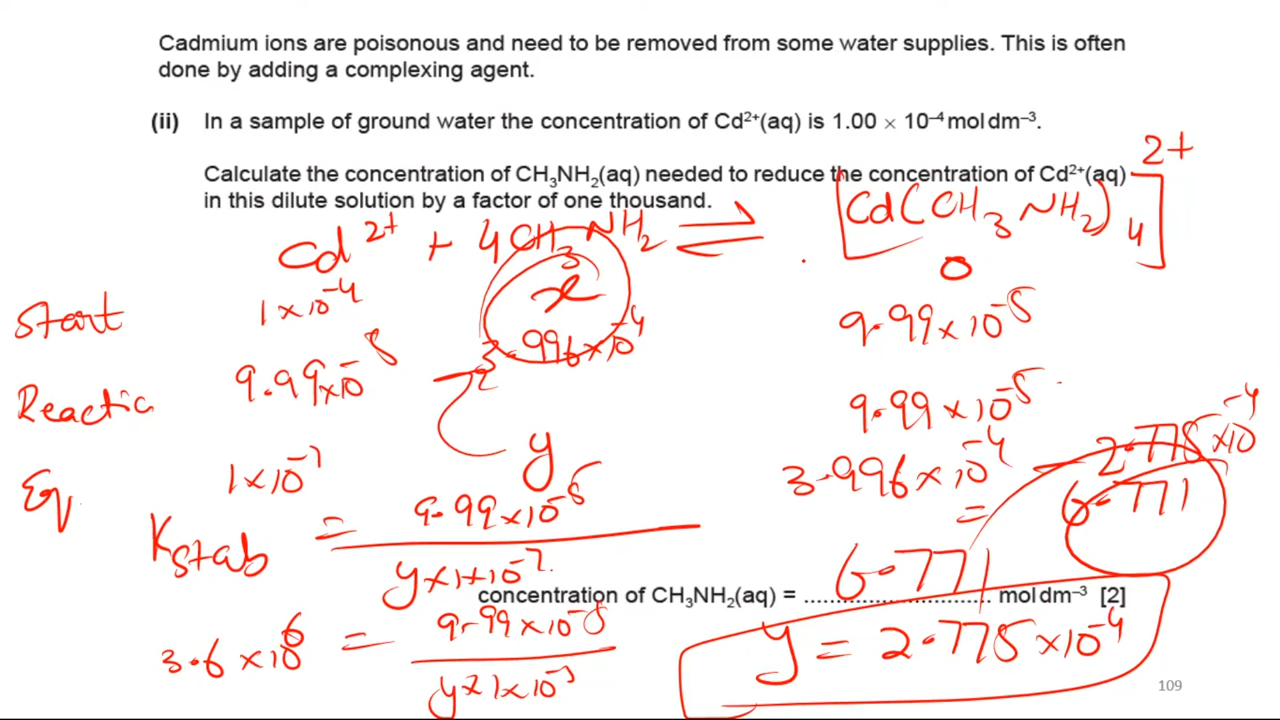 Cadmium ions are poisonous and need to be removed from some water supplies. This is often
done by adding a complexing agent.
(ii) In a sample of ground water the concentration of Cd²⁺(aq) is 1.00 × 10⁻⁴ mol dm⁻³.
Calculate the concentration of CH₃NH₂(aq) needed to reduce the concentration of Cd²⁺(aq)
in this dilute solution by a factor of one thousand.
Cd²⁺ + 4CH₃NH₂ ⇌ [Cd(CH₃NH₂)₄]²⁺
Start 1×10⁻⁴ x 0
9.99×10⁻⁵
Reactio 9.99×10⁻⁵ 3.996×10⁻⁴
9.99×10⁻⁵
Eq 1×10⁻⁷ y
3.996×10⁻⁴ 2.775×10⁻⁴
= 6.771
Kstab = 9.99×10⁻⁵
y×1×10⁻⁷
concentration of CH₃NH₂(aq) = 6.771 mol dm⁻³ [2]
3.6×10⁶ = 9.99×10⁻⁵
y×1×10⁻⁷
y = 2.775×10⁻⁴
109